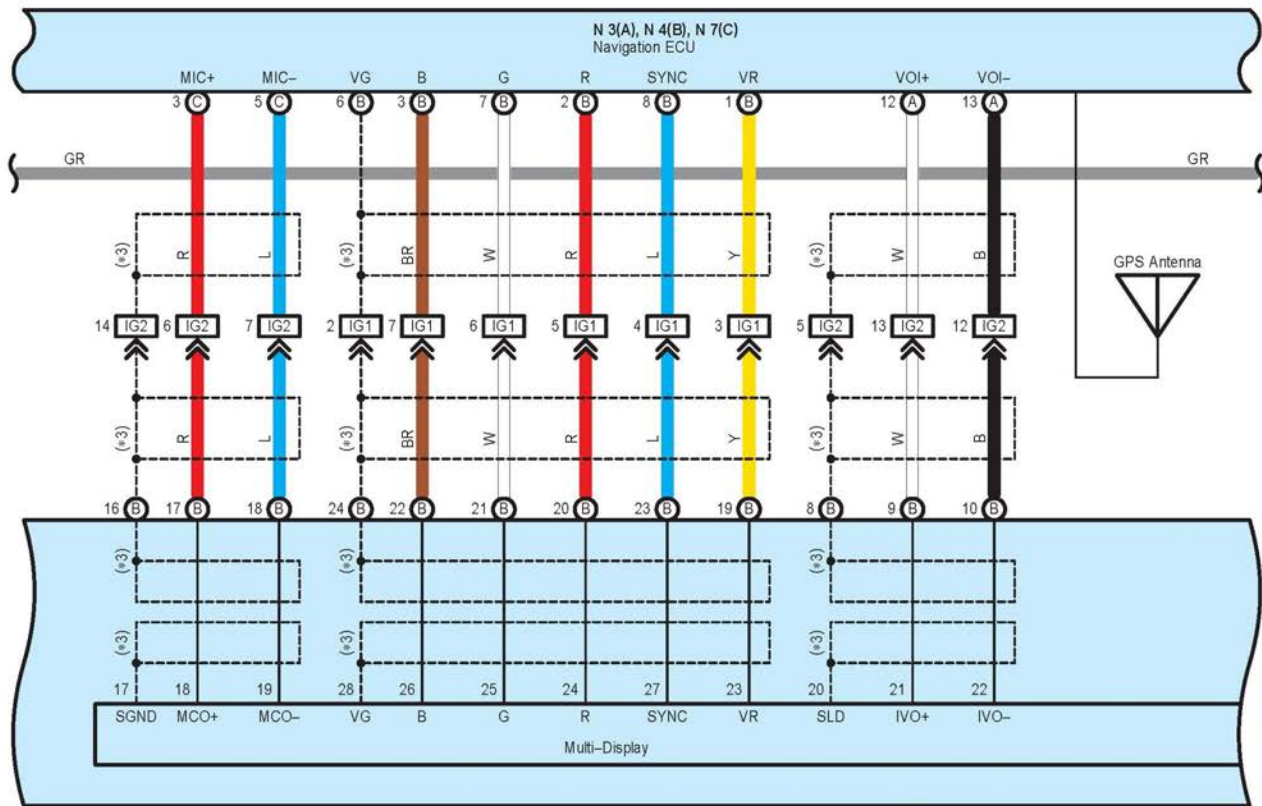 N 3(A), N 4(B), N 7(C)
Navigation ECU
MIC+ MIC– VG B G R SYNC VR VOI+ VOI–
3 C 5 C 6 B 3 B 7 B 2 B 8 B 1 B 12 A 13 A
GR GR
(*3) R L (*3) BR W R L Y (*3) W B
GPS Antenna
14 IG2 6 IG2 7 IG2 2 IG1 7 IG1 6 IG1 5 IG1 4 IG1 3 IG1 5 IG2 13 IG2 12 IG2
(*3) R L (*3) BR W R L Y (*3) W B
16 B 17 B 18 B 24 B 22 B 21 B 20 B 23 B 19 B 8 B 9 B 10 B
(*3) (*3) (*3)
(*3) (*3) (*3)
17 18 19 28 26 25 24 27 23 20 21 22
SGND MCO+ MCO– VG B G R SYNC VR SLD IVO+ IVO–
Multi–Display